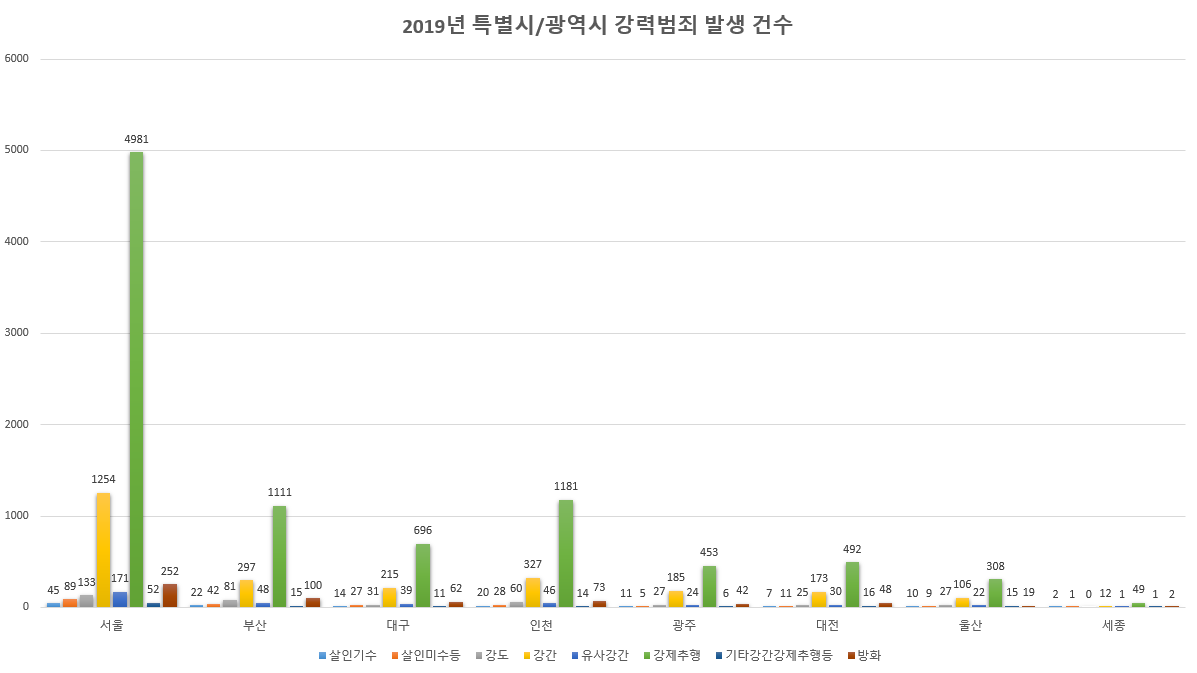 2019년 특별시/광역시 강력범죄 발생 건수
6000
5000
4000
3000
2000
1000
0
45 89 133 1254 171 4981 52 252
22 42 81 297 48 1111 15 100
14 27 31 215 39 696 11 62
20 28 60 327 46 1181 14 73
11 5 27 185 24 453 6 42
7 11 25 173 30 492 16 48
10 9 27 106 22 308 15 19
2 1 0 12 1 49 1 2
서울 부산 대구 인천 광주 대전 울산 세종
살인기수 살인미수등 강도 강간 유사강간 강제추행 기타강간강제추행등 방화